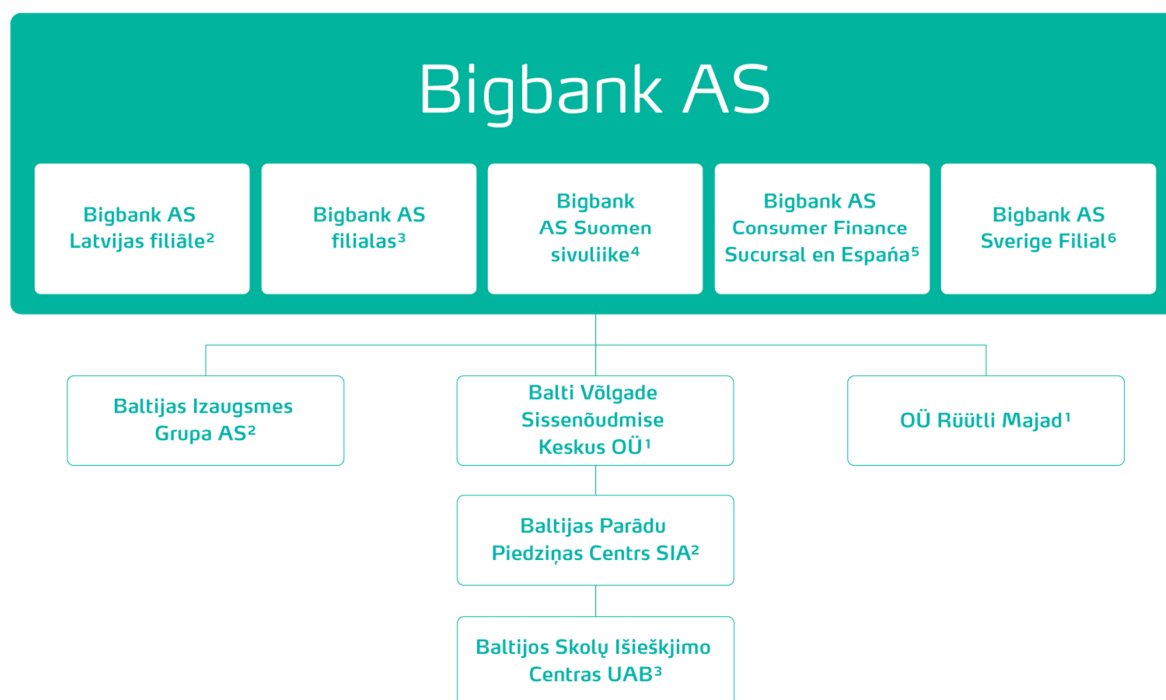 Bigbank AS
Bigbank AS
Latvijas filiāle²
Bigbank AS
filialas³
Bigbank
AS Suomen
sivuliike⁴
Bigbank AS
Consumer Finance
Sucursal en Espańa⁵
Bigbank AS
Sverige Filial⁶
Baltijas Izaugsmes
Grupa AS²
Balti Võlgade
Sissenõudmise
Keskus OÜ¹
OÜ Rüütli Majad¹
Baltijas Parādu
Piedziņas Centrs SIA²
Baltijos Skolų Išieškjimo
Centras UAB³